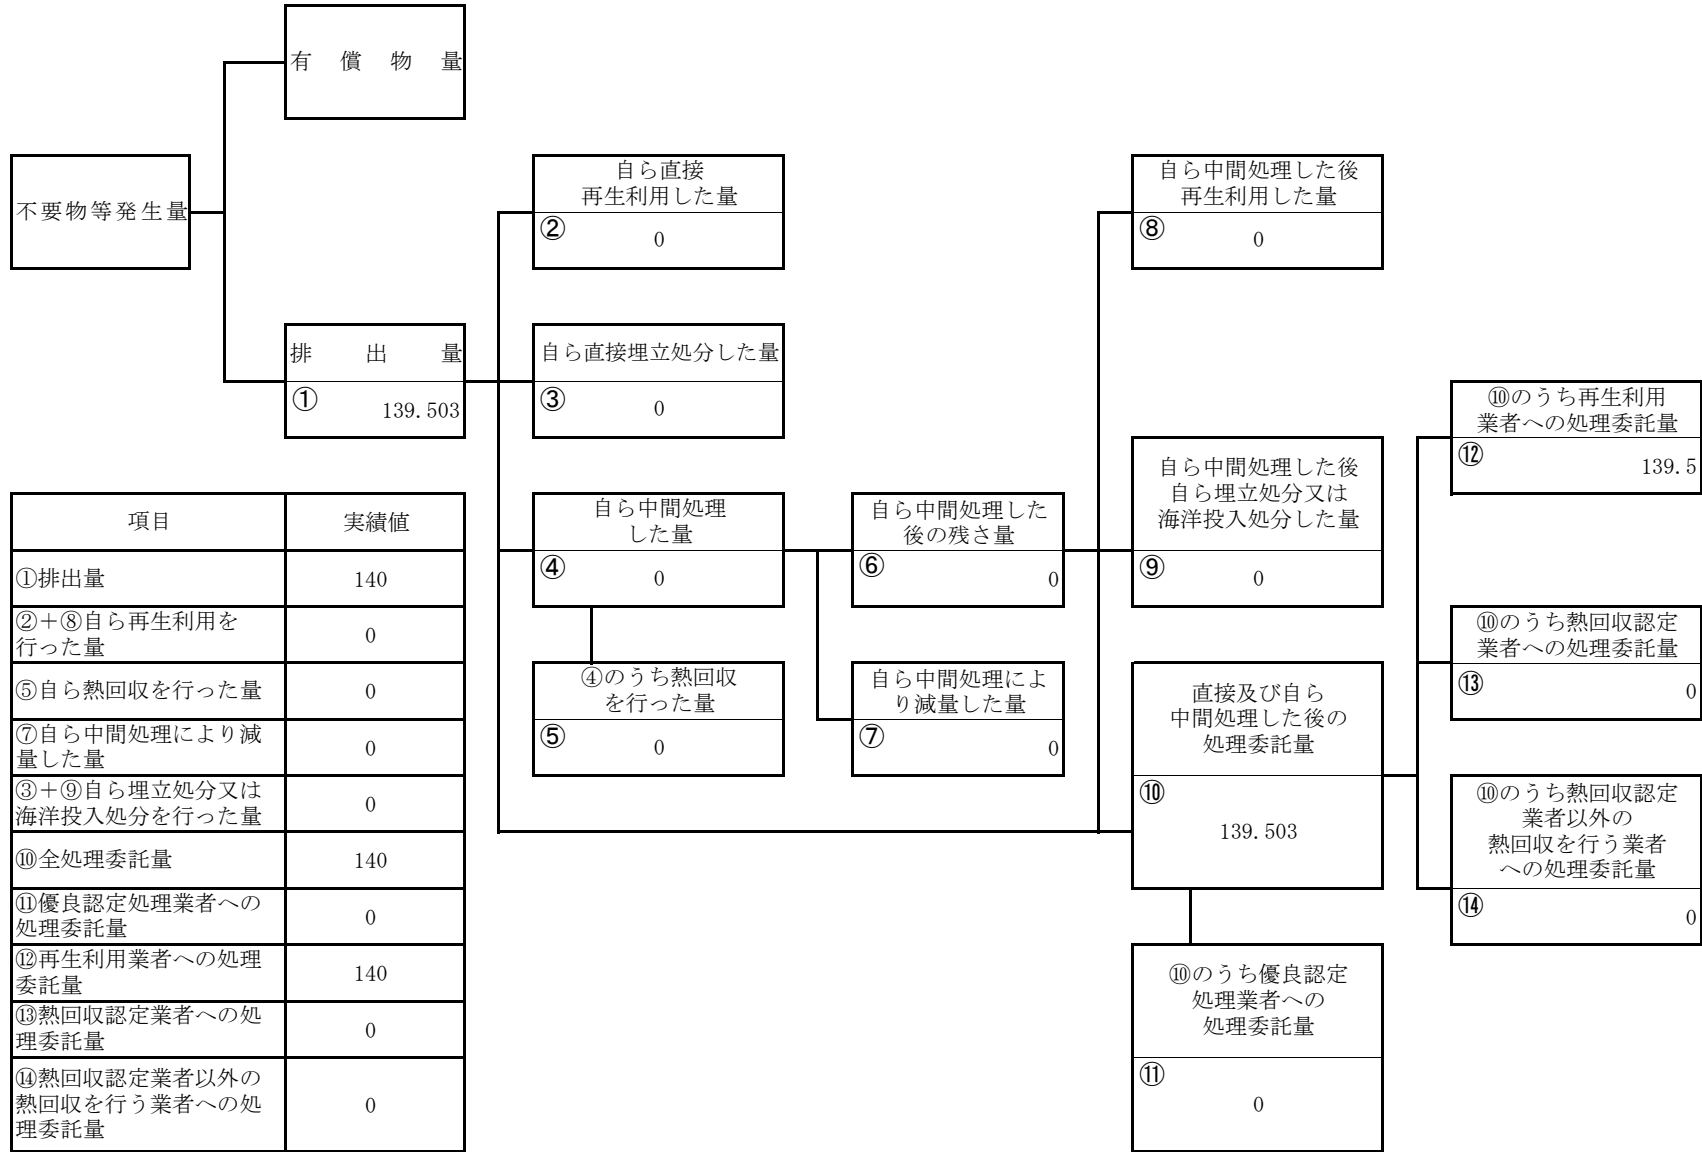 有償物量
不要物等発生量
排出量
①
139.503
自ら直接
再生利用した量
②
0
自ら直接埋立処分した量
③
0
自ら中間処理
した量
④
0
④のうち熱回収
を行った量
⑤
0
自ら中間処理した
後の残さ量
⑥
0
自ら中間処理によ
り減量した量
⑦
0
自ら中間処理した後
再生利用した量
⑧
0
自ら中間処理した後
自ら埋立処分又は
海洋投入処分した量
⑨
0
直接及び自ら
中間処理した後の
処理委託量
⑩
139.503
⑩のうち優良認定
処理業者への
処理委託量
⑪
0
⑩のうち再生利用
業者への処理委託量
⑫
139.5
⑩のうち熱回収認定
業者への処理委託量
⑬
0
⑩のうち熱回収認定
業者以外の
熱回収を行う業者
への処理委託量
⑭
0
項目 実績値
①排出量 140
②＋⑧自ら再生利用を
行った量 0
⑤自ら熱回収を行った量 0
⑦自ら中間処理により減
量した量 0
③＋⑨自ら埋立処分又は
海洋投入処分を行った量 0
⑩全処理委託量 140
⑪優良認定処理業者への
処理委託量 0
⑫再生利用業者への処理
委託量 140
⑬熱回収認定業者への処
理委託量 0
⑭熱回収認定業者以外の
熱回収を行う業者への処
理委託量 0